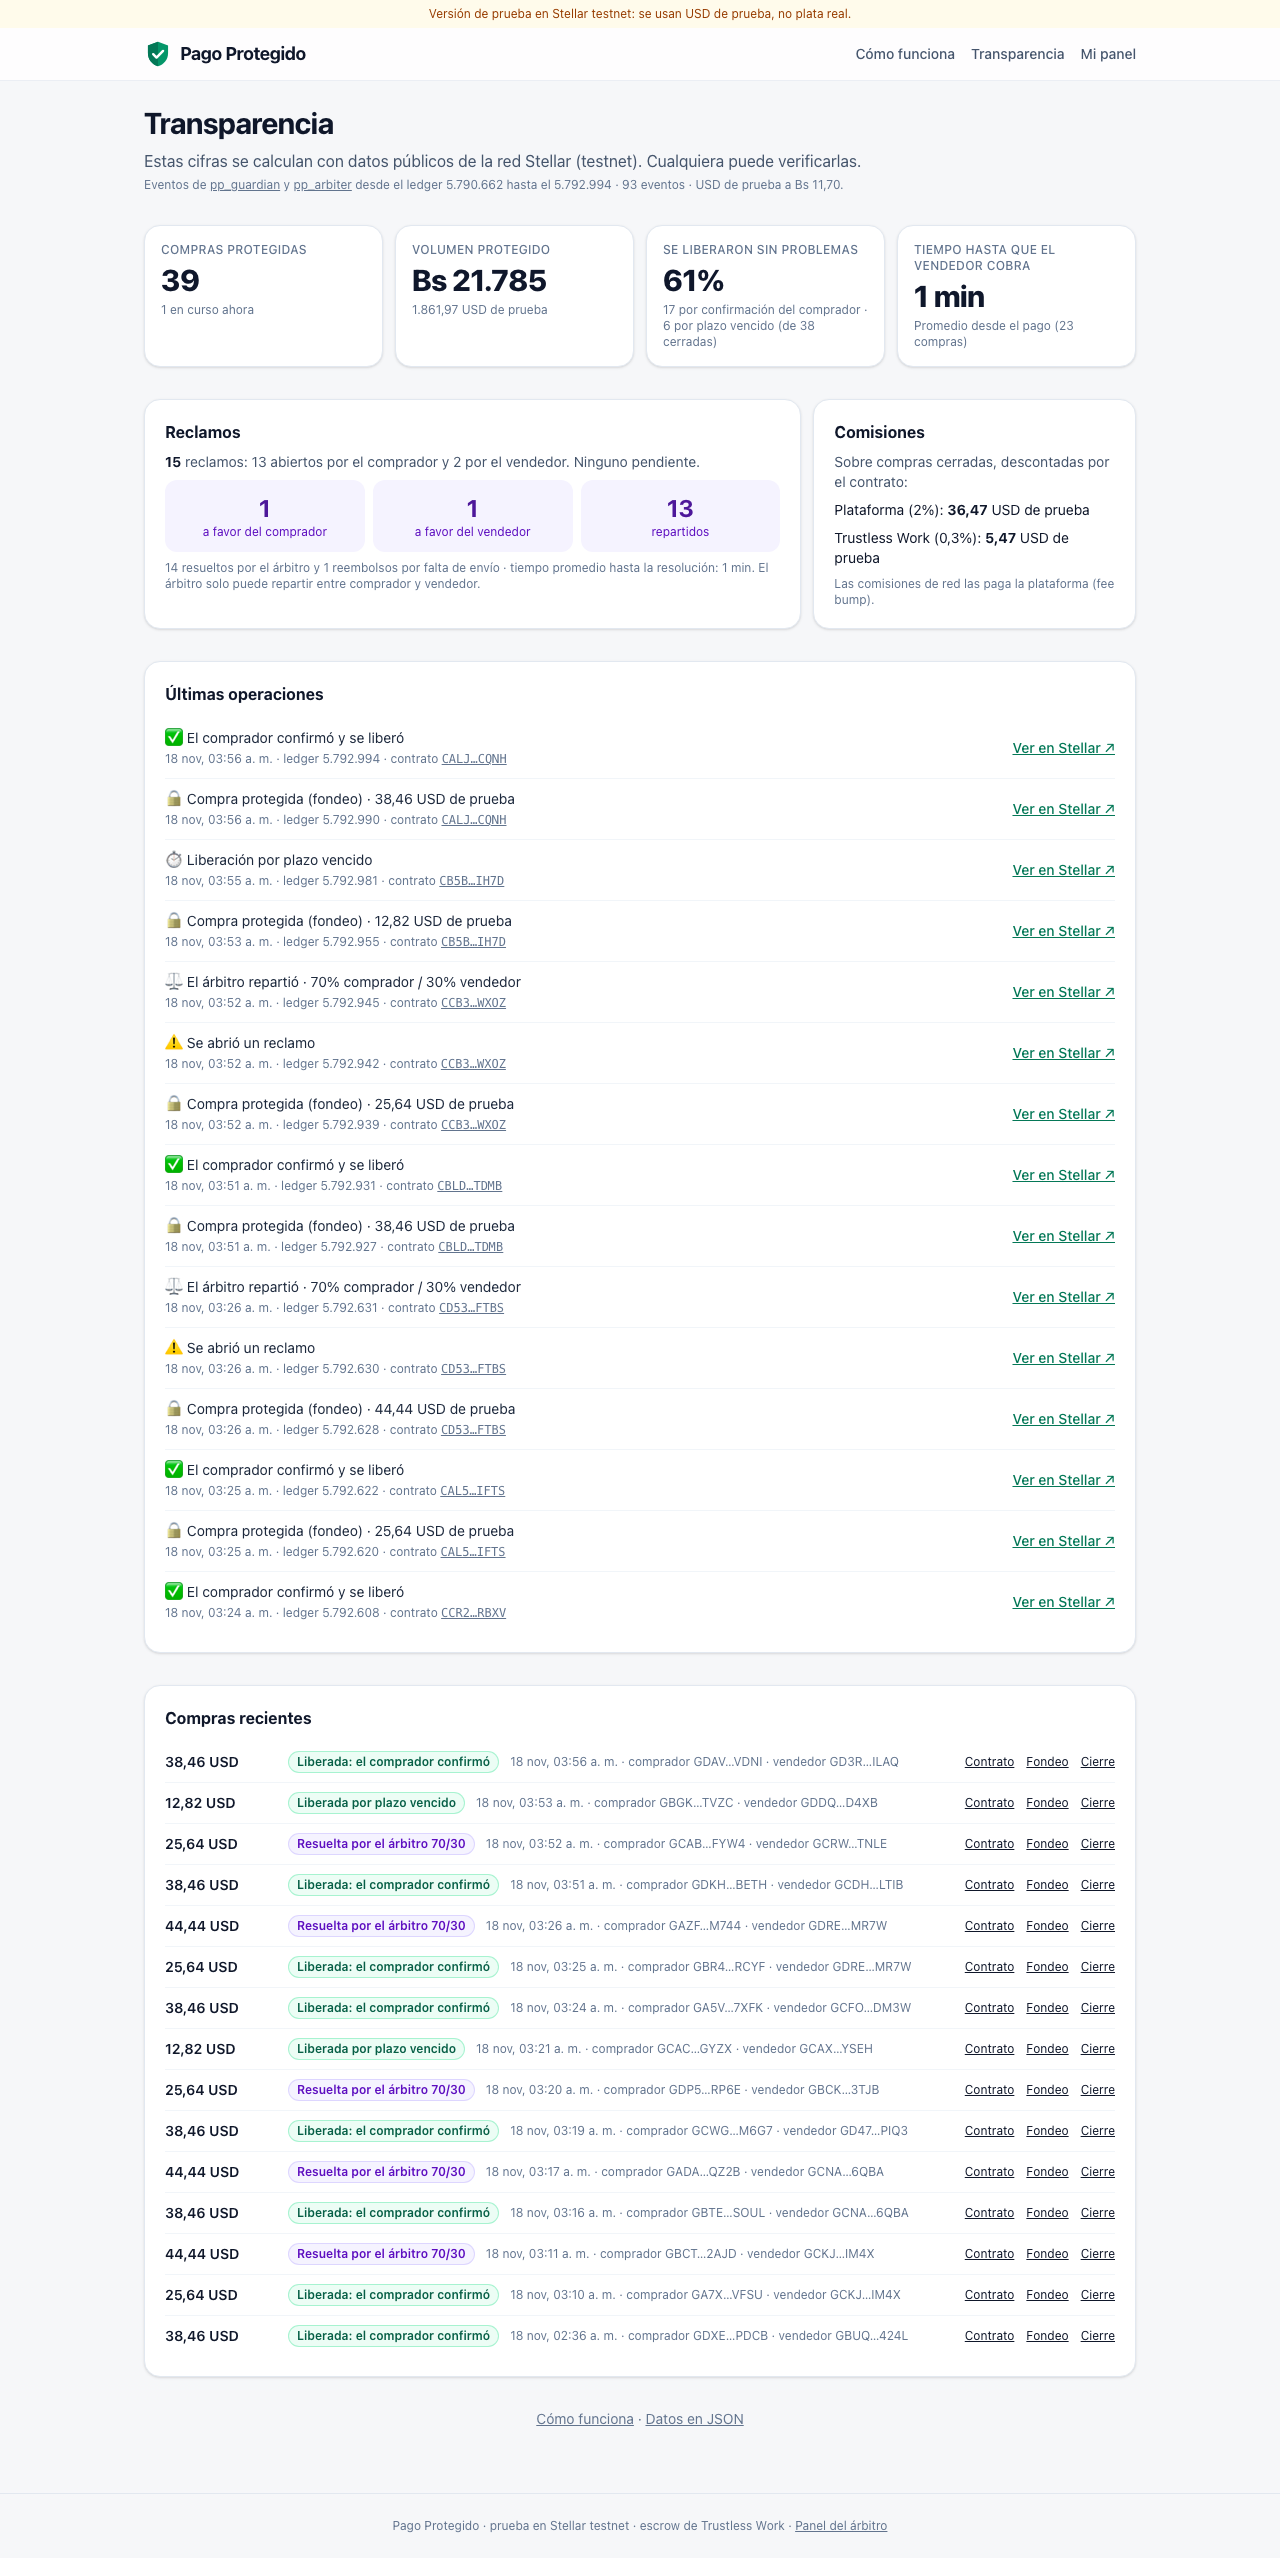 Versión de prueba en Stellar testnet: se usan USD de prueba, no plata real.
Pago Protegido
Cómo funciona Transparencia Mi panel
Transparencia
Estas cifras se calculan con datos públicos de la red Stellar (testnet). Cualquiera puede verificarlas.
Eventos de pp_guardian y pp_arbiter desde el ledger 5.790.662 hasta el 5.792.994 · 93 eventos · USD de prueba a Bs 11,70.
COMPRAS PROTEGIDAS
39
1 en curso ahora
VOLUMEN PROTEGIDO
Bs 21.785
1.861,97 USD de prueba
SE LIBERARON SIN PROBLEMAS
61%
17 por confirmación del comprador ·
6 por plazo vencido (de 38
cerradas)
TIEMPO HASTA QUE EL
VENDEDOR COBRA
1 min
Promedio desde el pago (23
compras)
Reclamos
15 reclamos: 13 abiertos por el comprador y 2 por el vendedor. Ninguno pendiente.
1
a favor del comprador
1
a favor del vendedor
13
repartidos
14 resueltos por el árbitro y 1 reembolsos por falta de envío · tiempo promedio hasta la resolución: 1 min. El
árbitro solo puede repartir entre comprador y vendedor.
Comisiones
Sobre compras cerradas, descontadas por
el contrato:
Plataforma (2%): 36,47 USD de prueba
Trustless Work (0,3%): 5,47 USD de
prueba
Las comisiones de red las paga la plataforma (fee
bump).
Últimas operaciones
✅ El comprador confirmó y se liberó
18 nov, 03:56 a. m. · ledger 5.792.994 · contrato CALJ…CQNH
Ver en Stellar ↗
🔒 Compra protegida (fondeo) · 38,46 USD de prueba
18 nov, 03:56 a. m. · ledger 5.792.990 · contrato CALJ…CQNH
Ver en Stellar ↗
⏱ Liberación por plazo vencido
18 nov, 03:55 a. m. · ledger 5.792.981 · contrato CB5B…IH7D
Ver en Stellar ↗
🔒 Compra protegida (fondeo) · 12,82 USD de prueba
18 nov, 03:53 a. m. · ledger 5.792.955 · contrato CB5B…IH7D
Ver en Stellar ↗
⚖ El árbitro repartió · 70% comprador / 30% vendedor
18 nov, 03:52 a. m. · ledger 5.792.945 · contrato CCB3…WXOZ
Ver en Stellar ↗
⚠ Se abrió un reclamo
18 nov, 03:52 a. m. · ledger 5.792.942 · contrato CCB3…WXOZ
Ver en Stellar ↗
🔒 Compra protegida (fondeo) · 25,64 USD de prueba
18 nov, 03:52 a. m. · ledger 5.792.939 · contrato CCB3…WXOZ
Ver en Stellar ↗
✅ El comprador confirmó y se liberó
18 nov, 03:51 a. m. · ledger 5.792.931 · contrato CBLD…TDMB
Ver en Stellar ↗
🔒 Compra protegida (fondeo) · 38,46 USD de prueba
18 nov, 03:51 a. m. · ledger 5.792.927 · contrato CBLD…TDMB
Ver en Stellar ↗
⚖ El árbitro repartió · 70% comprador / 30% vendedor
18 nov, 03:26 a. m. · ledger 5.792.631 · contrato CD53…FTBS
Ver en Stellar ↗
⚠ Se abrió un reclamo
18 nov, 03:26 a. m. · ledger 5.792.630 · contrato CD53…FTBS
Ver en Stellar ↗
🔒 Compra protegida (fondeo) · 44,44 USD de prueba
18 nov, 03:26 a. m. · ledger 5.792.628 · contrato CD53…FTBS
Ver en Stellar ↗
✅ El comprador confirmó y se liberó
18 nov, 03:25 a. m. · ledger 5.792.622 · contrato CAL5…IFTS
Ver en Stellar ↗
🔒 Compra protegida (fondeo) · 25,64 USD de prueba
18 nov, 03:25 a. m. · ledger 5.792.620 · contrato CAL5…IFTS
Ver en Stellar ↗
✅ El comprador confirmó y se liberó
18 nov, 03:24 a. m. · ledger 5.792.608 · contrato CCR2…RBXV
Ver en Stellar ↗
Compras recientes
38,46 USD Liberada: el comprador confirmó 18 nov, 03:56 a. m. · comprador GDAV…VDNI · vendedor GD3R…ILAQ Contrato Fondeo Cierre
12,82 USD Liberada por plazo vencido 18 nov, 03:53 a. m. · comprador GBGK…TVZC · vendedor GDDQ…D4XB Contrato Fondeo Cierre
25,64 USD Resuelta por el árbitro 70/30 18 nov, 03:52 a. m. · comprador GCAB…FYW4 · vendedor GCRW…TNLE Contrato Fondeo Cierre
38,46 USD Liberada: el comprador confirmó 18 nov, 03:51 a. m. · comprador GDKH…BETH · vendedor GCDH…LTIB Contrato Fondeo Cierre
44,44 USD Resuelta por el árbitro 70/30 18 nov, 03:26 a. m. · comprador GAZF…M744 · vendedor GDRE…MR7W Contrato Fondeo Cierre
25,64 USD Liberada: el comprador confirmó 18 nov, 03:25 a. m. · comprador GBR4…RCYF · vendedor GDRE…MR7W Contrato Fondeo Cierre
38,46 USD Liberada: el comprador confirmó 18 nov, 03:24 a. m. · comprador GA5V…7XFK · vendedor GCFO…DM3W Contrato Fondeo Cierre
12,82 USD Liberada por plazo vencido 18 nov, 03:21 a. m. · comprador GCAC…GYZX · vendedor GCAX…YSEH Contrato Fondeo Cierre
25,64 USD Resuelta por el árbitro 70/30 18 nov, 03:20 a. m. · comprador GDP5…RP6E · vendedor GBCK…3TJB Contrato Fondeo Cierre
38,46 USD Liberada: el comprador confirmó 18 nov, 03:19 a. m. · comprador GCWG…M6G7 · vendedor GD47…PIQ3 Contrato Fondeo Cierre
44,44 USD Resuelta por el árbitro 70/30 18 nov, 03:17 a. m. · comprador GADA…QZ2B · vendedor GCNA…6QBA Contrato Fondeo Cierre
38,46 USD Liberada: el comprador confirmó 18 nov, 03:16 a. m. · comprador GBTE…SOUL · vendedor GCNA…6QBA Contrato Fondeo Cierre
44,44 USD Resuelta por el árbitro 70/30 18 nov, 03:11 a. m. · comprador GBCT…2AJD · vendedor GCKJ…IM4X Contrato Fondeo Cierre
25,64 USD Liberada: el comprador confirmó 18 nov, 03:10 a. m. · comprador GA7X…VFSU · vendedor GCKJ…IM4X Contrato Fondeo Cierre
38,46 USD Liberada: el comprador confirmó 18 nov, 02:36 a. m. · comprador GDXE…PDCB · vendedor GBUQ…424L Contrato Fondeo Cierre
Cómo funciona · Datos en JSON
Pago Protegido · prueba en Stellar testnet · escrow de Trustless Work · Panel del árbitro